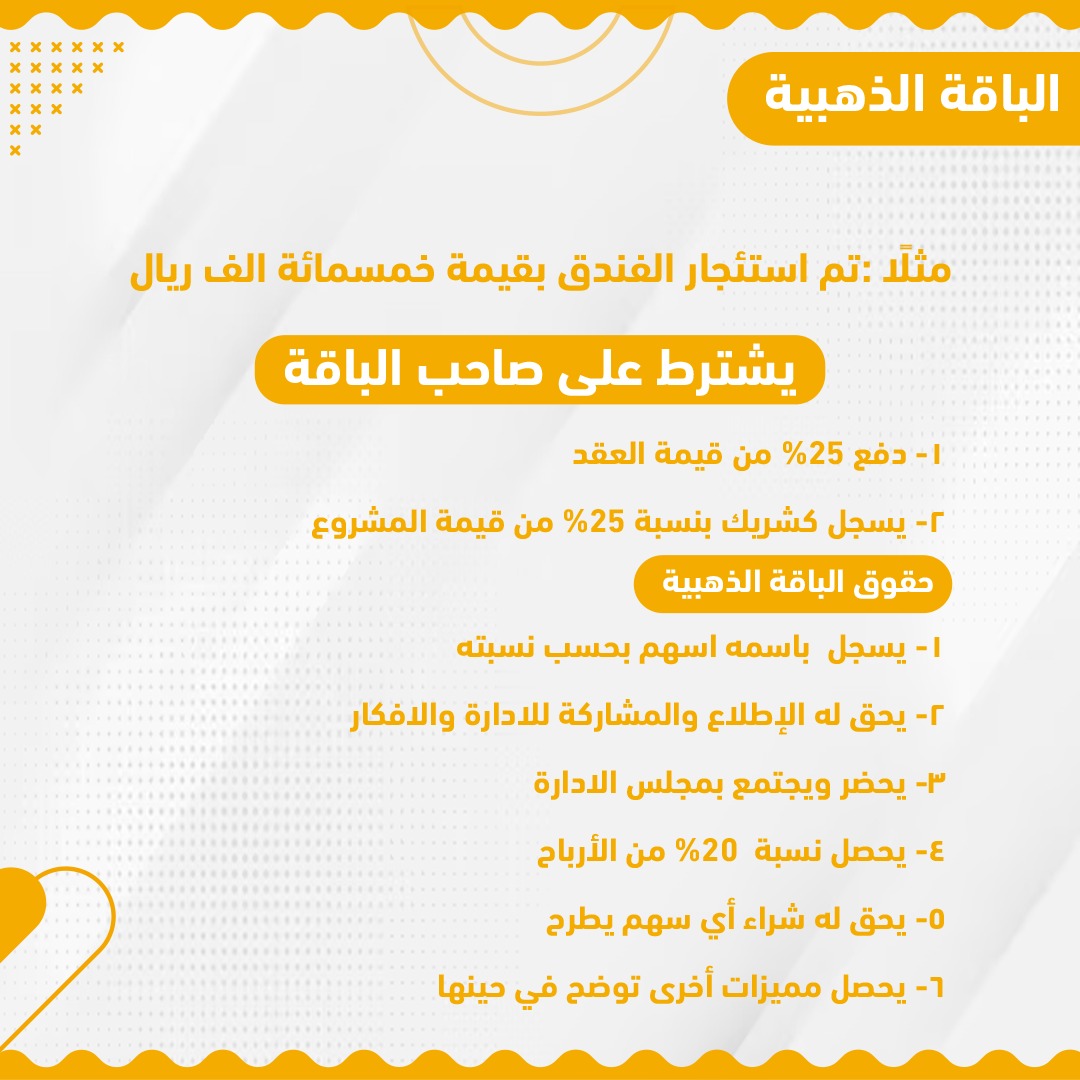 الباقة الذهبية
مثلًا :تم استئجار الفندق بقيمة خمسمائة الف ريال
يشترط على صاحب الباقة
١- دفع 25% من قيمة العقد
٢- يسجل كشريك بنسبة 25% من قيمة المشروع
حقوق الباقة الذهبية
١- يسجل باسمه اسهم بحسب نسبته
٢- يحق له الإطلاع والمشاركة للادارة والافكار
٣- يحضر ويجتمع بمجلس الادارة
٤- يحصل نسبة 20% من الأرباح
٥- يحق له شراء أي سهم يطرح
٦- يحصل مميزات أخرى توضح في حينها